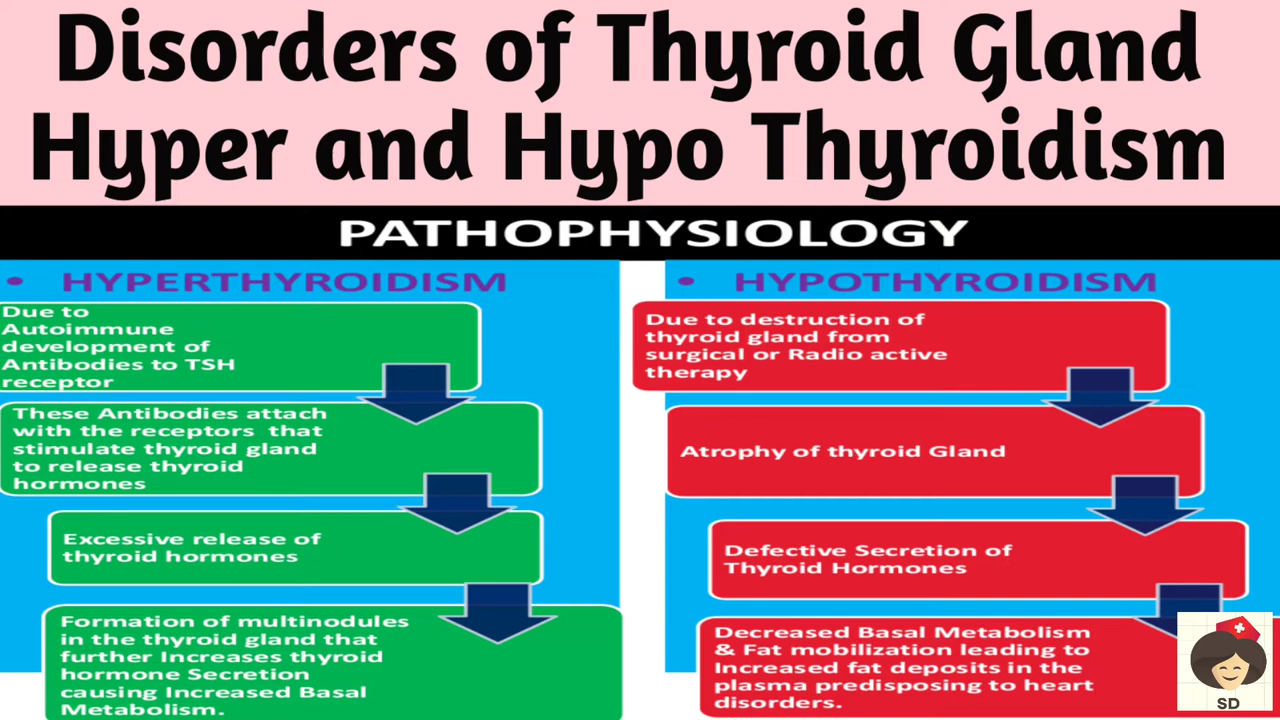 Disorders of Thyroid Gland
Hyper and Hypo Thyroidism
PATHOPHYSIOLOGY
• HYPERTHYROIDISM
Due to
Autoimmune
development of
Antibodies to TSH
receptor
These Antibodies attach
with the receptors that
stimulate thyroid gland
to release thyroid
hormones
Excessive release of
thyroid hormones
Formation of multinodules
in the thyroid gland that
further Increases thyroid
hormone Secretion
causing Increased Basal
Metabolism.
• HYPOTHYROIDISM
Due to destruction of
thyroid gland from
surgical or Radio active
therapy
Atrophy of thyroid Gland
Defective Secretion of
Thyroid Hormones
Decreased Basal Metabolism
& Fat mobilization leading to
Increased fat deposits in the
plasma predisposing to heart
disorders.
SD